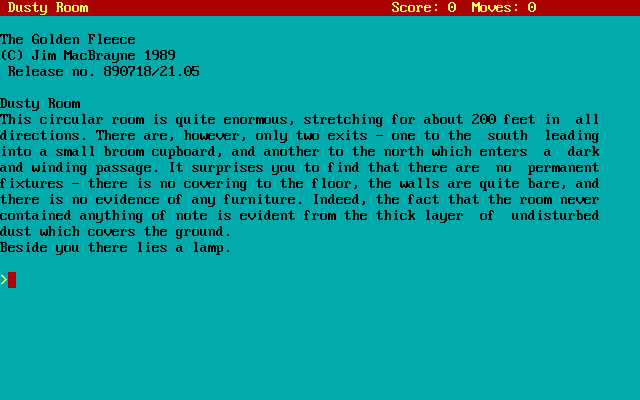 Dusty Room Score: 0 Moves: 0
The Golden Fleece
(C) Jim MacBrayne 1989
Release no. 890718/21.05
Dusty Room
This circular room is quite enormous, stretching for about 200 feet in all
directions. There are, however, only two exits - one to the south leading
into a small broom cupboard, and another to the north which enters a dark
and winding passage. It surprises you to find that there are no permanent
fixtures - there is no covering to the floor, the walls are quite bare, and
there is no evidence of any furniture. Indeed, the fact that the room never
contained anything of note is evident from the thick layer of undisturbed
dust which covers the ground.
Beside you there lies a lamp.
>